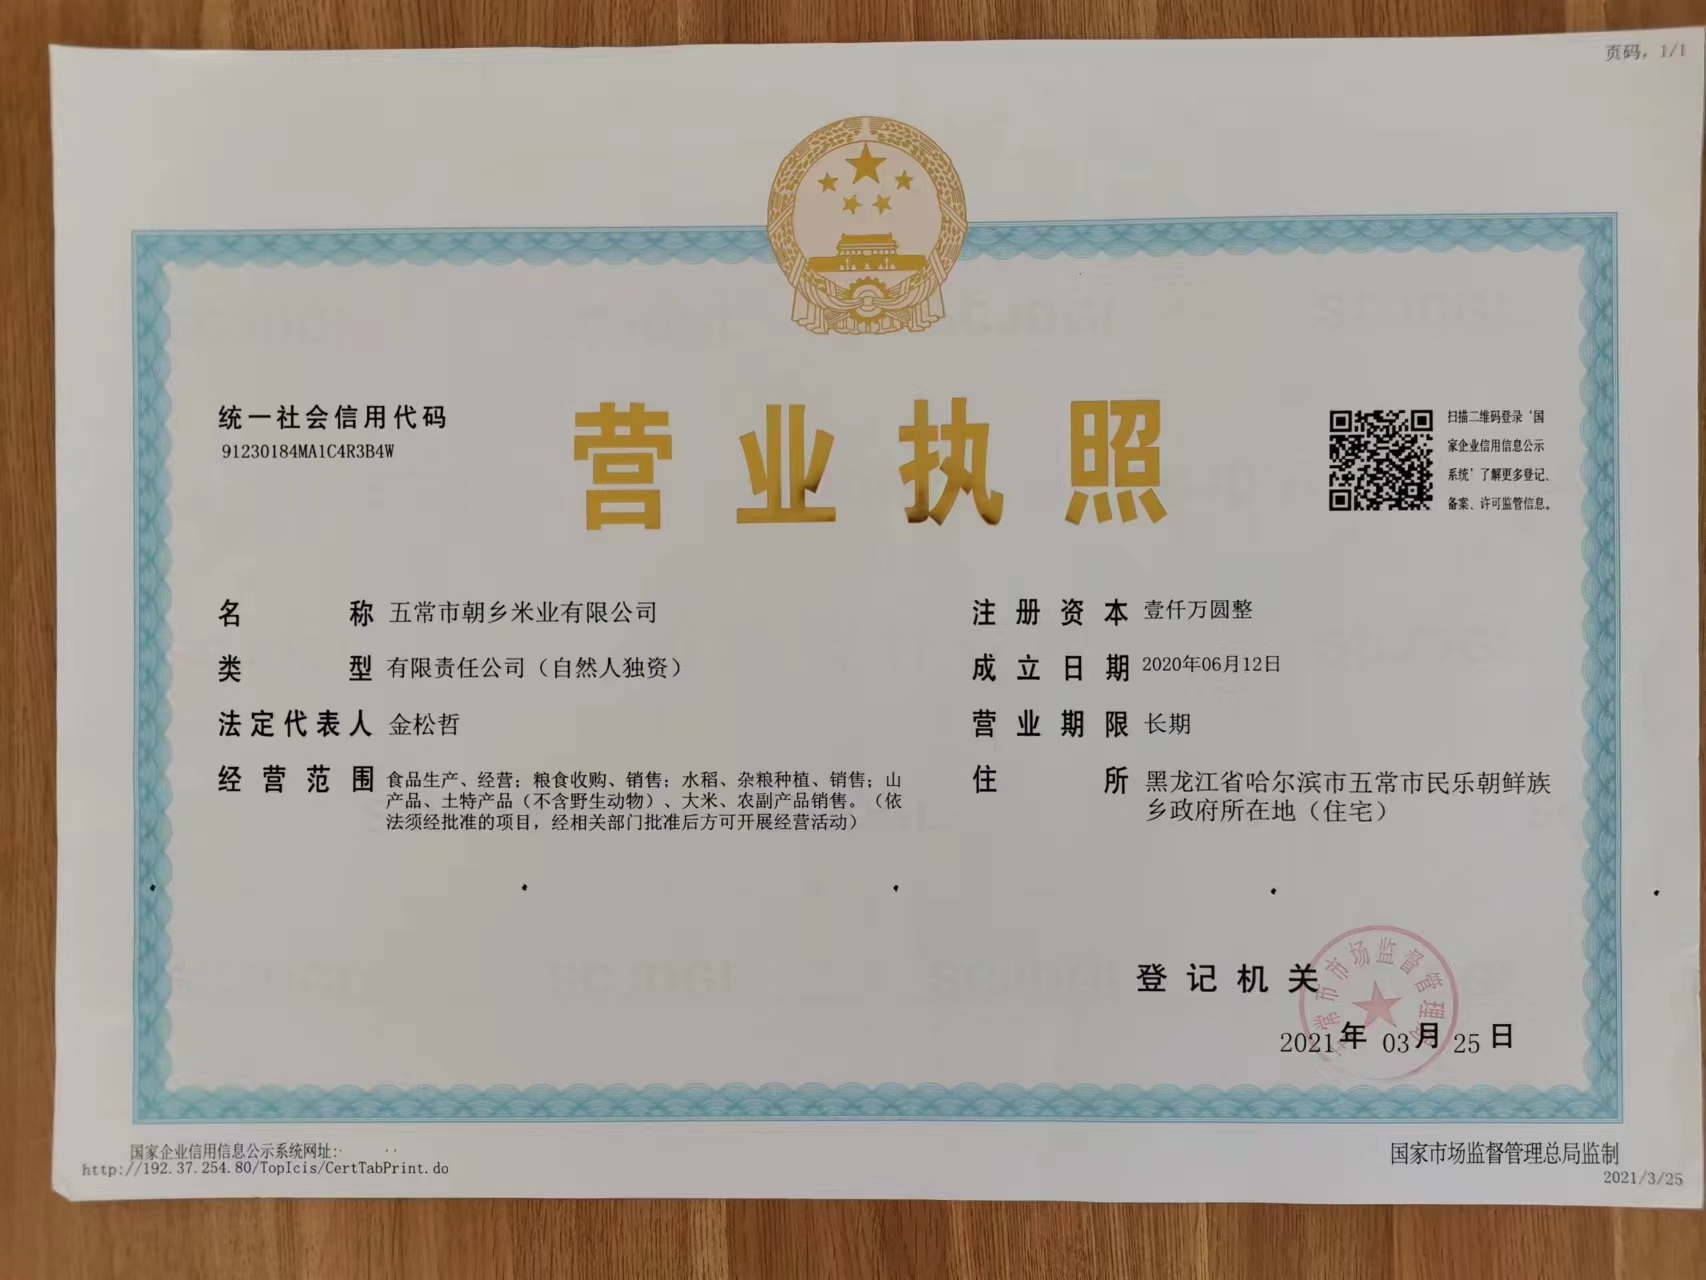 页码，1/1
统一社会信用代码
91230184MA1C4R3B4W
营业执照
扫描二维码登录‘国
家企业信用信息公示
系统’了解更多登记、
备案、许可监管信息。
名称 五常市朝乡米业有限公司
类型 有限责任公司（自然人独资）
法定代表人 金松哲
经营范围 食品生产、经营；粮食收购、销售；水稻、杂粮种植、销售；山
产品、土特产品（不含野生动物）、大米、农副产品销售。（依
法须经批准的项目，经相关部门批准后方可开展经营活动）
注册资本 壹仟万圆整
成立日期 2020年06月12日
营业期限 长期
住所 黑龙江省哈尔滨市五常市民乐朝鲜族
乡政府所在地（住宅）
登记机关
常市市场监督管理局
2021年 03月 25日
国家企业信用信息公示系统网址：
http://192.37.254.80/TopIcis/CertTabPrint.do
国家市场监督管理总局监制
2021/3/25